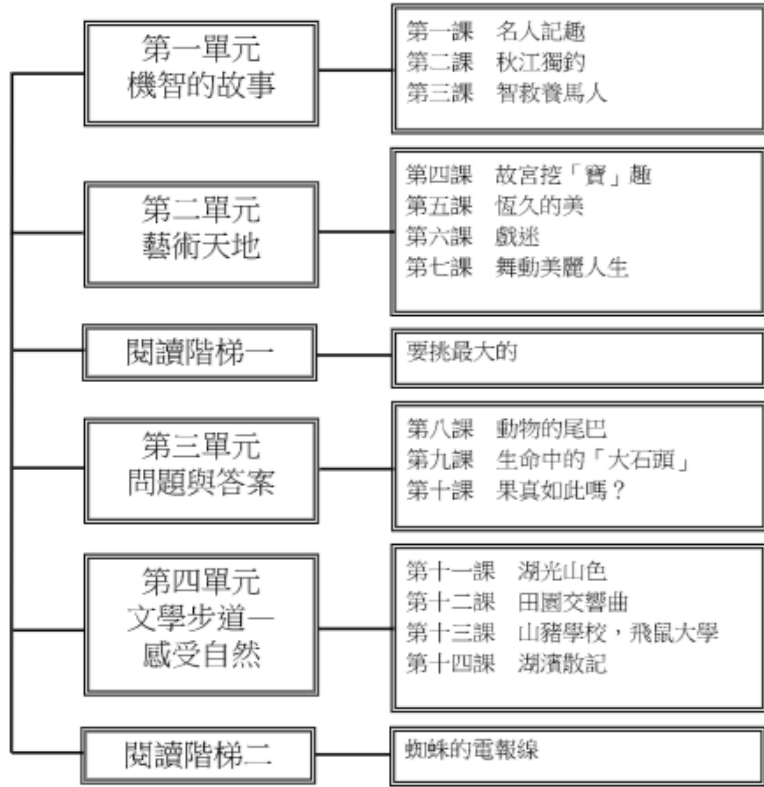 第一單元
機智的故事
第一課　名人記趣
第二課　秋江獨釣
第三課　智救養馬人
第二單元
藝術天地
第四課　故宮挖「寶」趣
第五課　恆久的美
第六課　戲迷
第七課　舞動美麗人生
閱讀階梯一
要挑最大的
第三單元
問題與答案
第八課　動物的尾巴
第九課　生命中的「大石頭」
第十課　果真如此嗎？
第四單元
文學步道－
感受自然
第十一課　湖光山色
第十二課　田園交響曲
第十三課　山豬學校，飛鼠大學
第十四課　湖濱散記
閱讀階梯二
蜘蛛的電報線